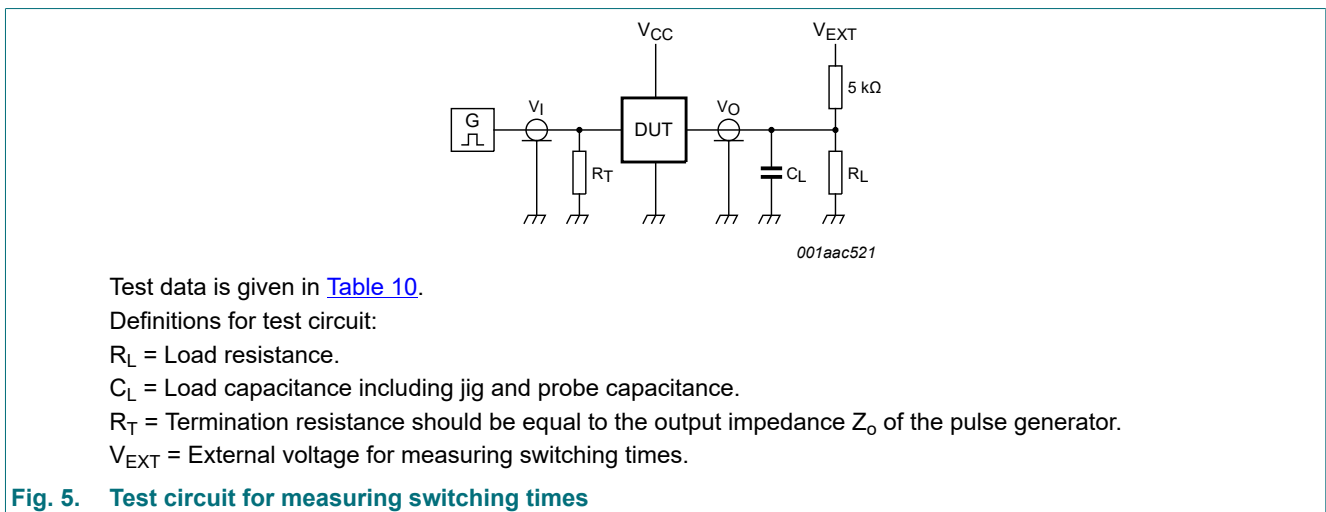 VCC
VEXT
5 kΩ
G
VI
DUT
VO
RT
CL
RL
001aac521
Test data is given in Table 10.
Definitions for test circuit:
RL = Load resistance.
CL = Load capacitance including jig and probe capacitance.
RT = Termination resistance should be equal to the output impedance Zo of the pulse generator.
VEXT = External voltage for measuring switching times.
Fig. 5. Test circuit for measuring switching times